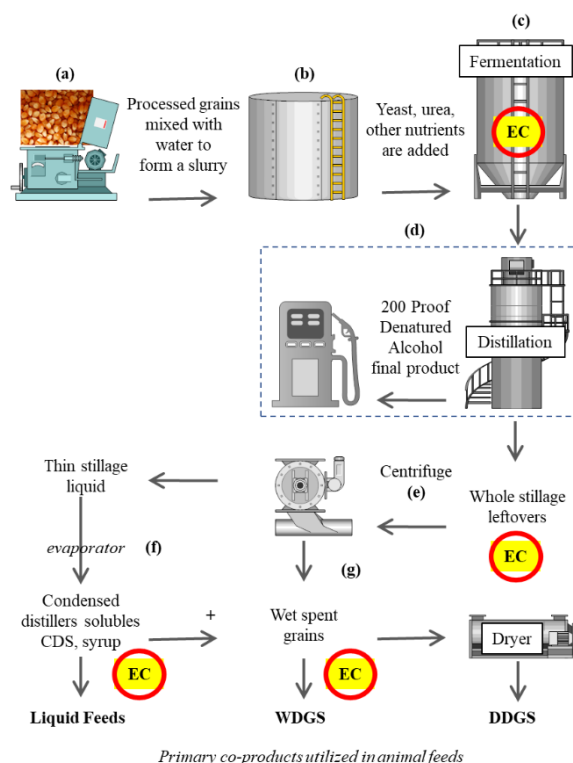 (a)
(b)
(c)
Processed grains
mixed with
water to
form a slurry
Yeast, urea,
other nutrients
are added
Fermentation
EC
(d)
200 Proof
Denatured
Alcohol
final product
Distillation
Thin stillage
liquid
Centrifuge
(e)
Whole stillage
leftovers
EC
evaporator
(f)
(g)
Condensed
distillers solubles
CDS, syrup
+
EC
Wet spent
grains
EC
Dryer
Liquid Feeds
WDGS
DDGS
Primary co-products utilized in animal feeds